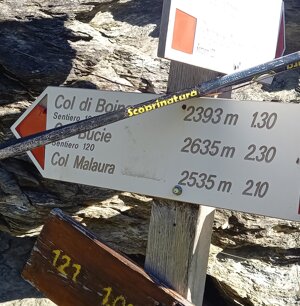 Col di Boin
Sentiero
2393 m 1.30
Scoprinatura
Bucie
Sentiero 120
2635 m 2.30
Col Malaura
2535 m 2.10
121